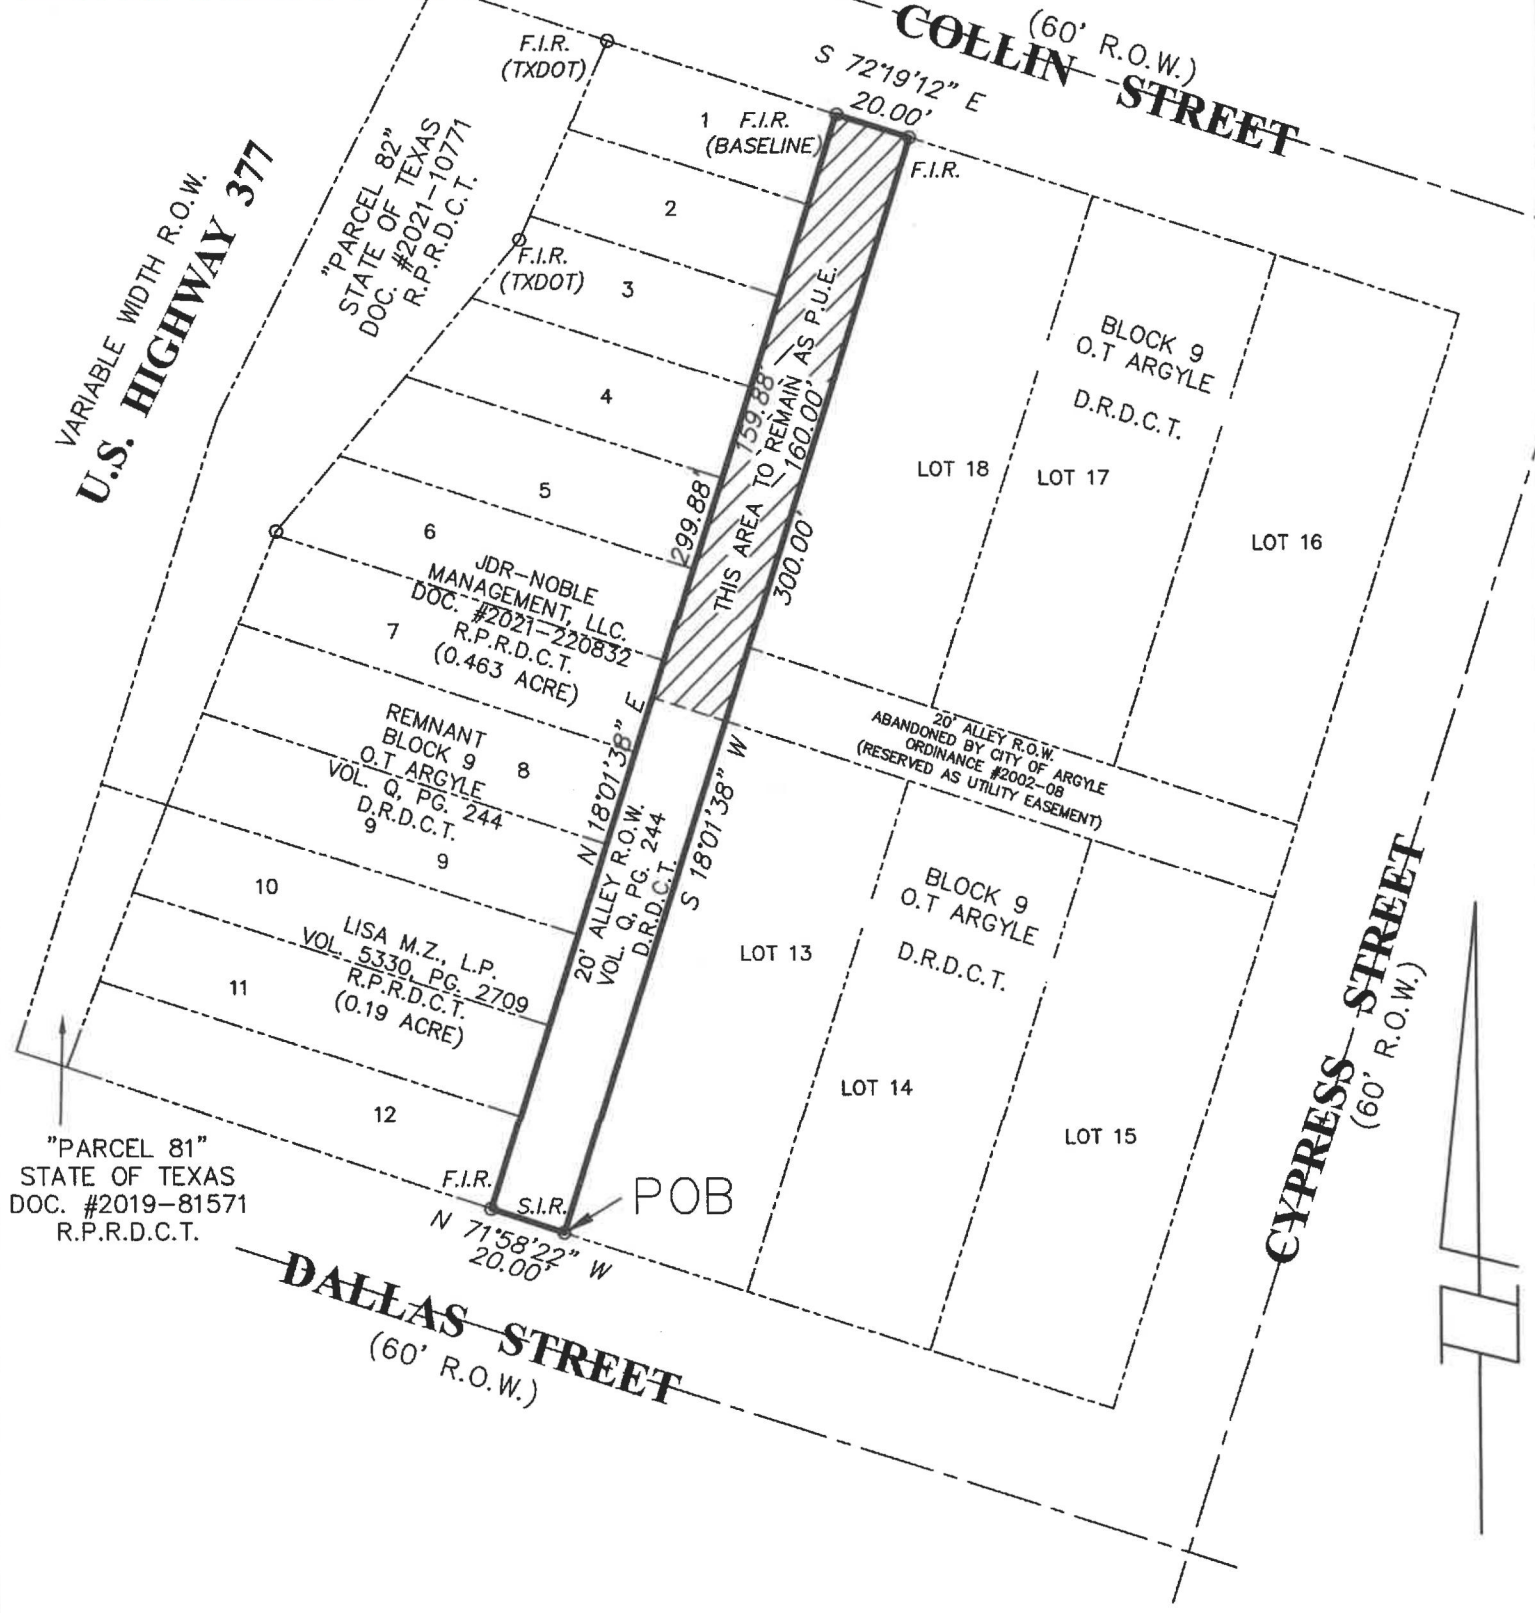 COLLIN STREET
(60' R.O.W.)
S 72°19'12" E
20.00'
F.I.R.
(TXDOT)
1
F.I.R.
(BASELINE)
F.I.R.
VARIABLE WIDTH R.O.W.
U.S. HIGHWAY 377
"PARCEL 82"
STATE OF TEXAS
DOC. #2021-10771
R.P.R.D.C.T.
F.I.R.
(TXDOT)
2
3
4
5
6
7
8
9
9
10
11
12
THIS AREA TO REMAIN AS P.U.E.
159.88'
160.00'
299.88'
300.00'
BLOCK 9
O.T ARGYLE
D.R.D.C.T.
LOT 18
LOT 17
LOT 16
JDR-NOBLE
MANAGEMENT, LLC.
DOC. #2021-220832
R.P.R.D.C.T.
(0.463 ACRE)
REMNANT
BLOCK 9
O.T ARGYLE
VOL. Q, PG. 244
D.R.D.C.T.
N 18°01'38" E
S 18°01'38" W
20' ALLEY R.O.W.
VOL. Q, PG. 244
D.R.D.C.T.
20' ALLEY R.O.W.
ABANDONED BY CITY OF ARGYLE
ORDINANCE #2002-08
(RESERVED AS UTILITY EASEMENT)
LISA M.Z., L.P.
VOL. 5330, PG. 2709
R.P.R.D.C.T.
(0.19 ACRE)
BLOCK 9
O.T ARGYLE
D.R.D.C.T.
LOT 13
LOT 14
LOT 15
CYPRESS STREET
(60' R.O.W.)
"PARCEL 81"
STATE OF TEXAS
DOC. #2019-81571
R.P.R.D.C.T.
F.I.R.
S.I.R.
POB
N 71°58'22" W
20.00'
DALLAS STREET
(60' R.O.W.)
N